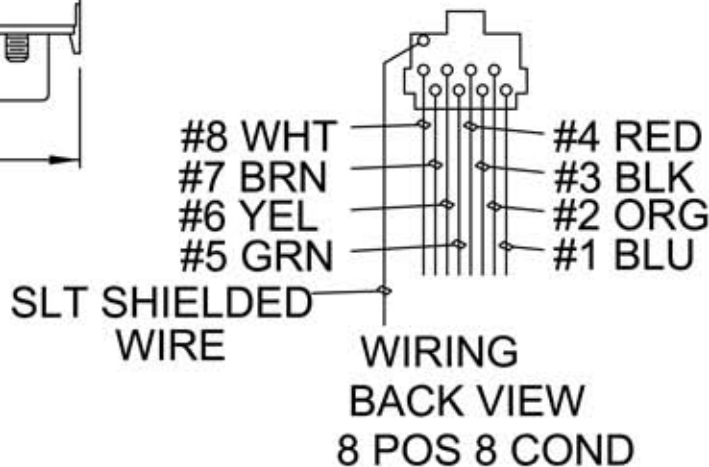 #8 WHT
#7 BRN
#6 YEL
#5 GRN
#4 RED
#3 BLK
#2 ORG
#1 BLU
SLT SHIELDED
WIRE
WIRING
BACK VIEW
8 POS 8 COND